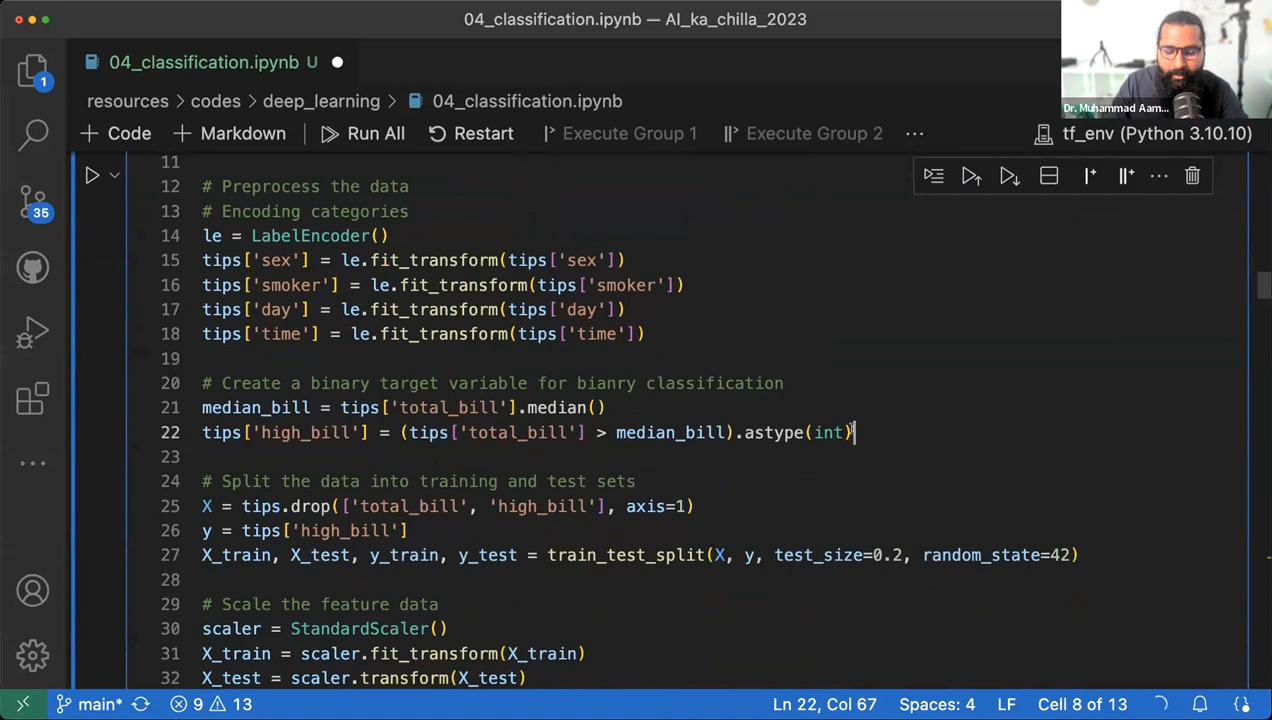 04_classification.ipynb — AI_ka_chilla_2023
04_classification.ipynb U
resources > codes > deep_learning > 04_classification.ipynb
+ Code + Markdown Run All Restart Execute Group 1 Execute Group 2 ... tf_env (Python 3.10.10)
Dr. Muhammad Aam...
1
35
11
12 # Preprocess the data
13 # Encoding categories
14 le = LabelEncoder()
15 tips['sex'] = le.fit_transform(tips['sex'])
16 tips['smoker'] = le.fit_transform(tips['smoker'])
17 tips['day'] = le.fit_transform(tips['day'])
18 tips['time'] = le.fit_transform(tips['time'])
19
20 # Create a binary target variable for bianry classification
21 median_bill = tips['total_bill'].median()
22 tips['high_bill'] = (tips['total_bill'] > median_bill).astype(int)
23
24 # Split the data into training and test sets
25 X = tips.drop(['total_bill', 'high_bill'], axis=1)
26 y = tips['high_bill']
27 X_train, X_test, y_train, y_test = train_test_split(X, y, test_size=0.2, random_state=42)
28
29 # Scale the feature data
30 scaler = StandardScaler()
31 X_train = scaler.fit_transform(X_train)
32 X_test = scaler.transform(X_test)
main* 9 13 Ln 22, Col 67 Spaces: 4 LF Cell 8 of 13